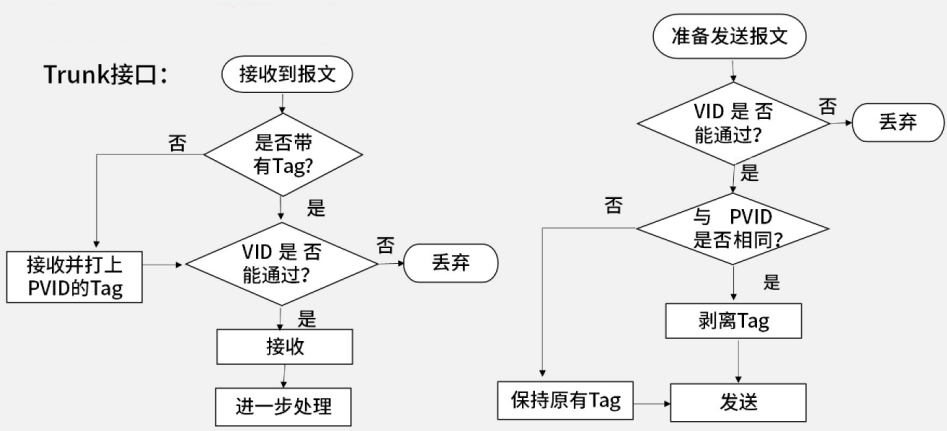 Trunk接口：
接收到报文
是否带
有Tag?
否
是
接收并打上
PVID的Tag
VID 是 否
能通过？
否
丢弃
是
接收
进一步处理
准备发送报文
VID 是 否
能通过？
否
丢弃
是
与 PVID
是否相同？
否
是
剥离Tag
保持原有Tag
发送